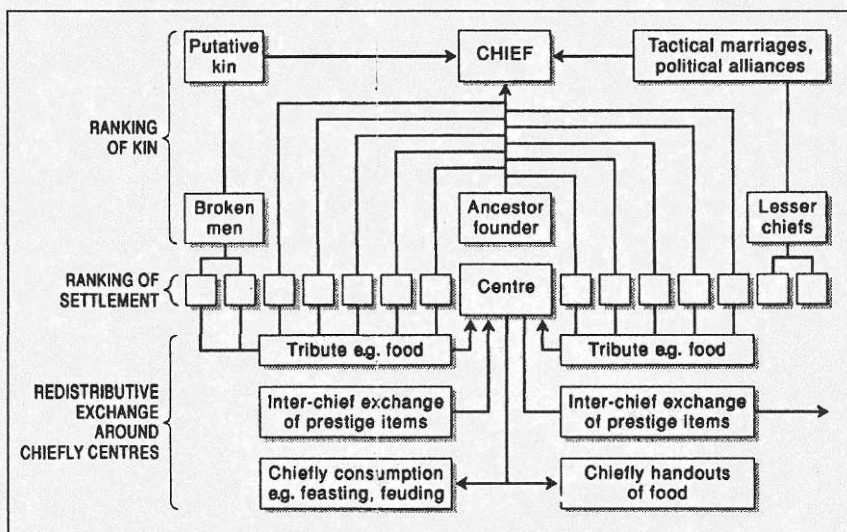 Putative
kin
CHIEF
Tactical marriages,
political alliances
RANKING
OF KIN
Broken
men
Ancestor
founder
Lesser
chiefs
RANKING OF
SETTLEMENT
Centre
Tribute e.g. food
Tribute e.g. food
REDISTRIBUTIVE
EXCHANGE
AROUND
CHIEFLY CENTRES
Inter-chief exchange
of prestige items
Inter-chief exchange
of prestige items
Chiefly consumption
e.g. feasting, feuding
Chiefly handouts
of food